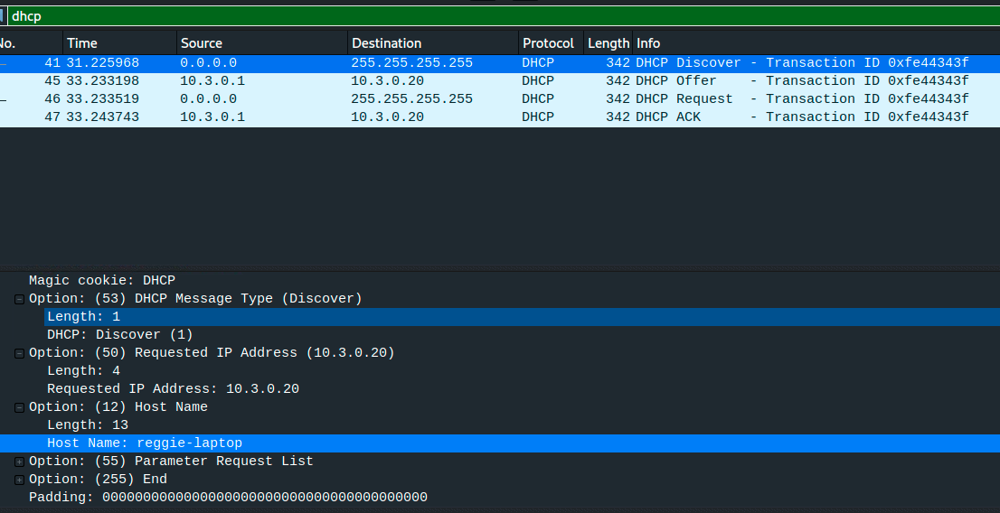 dhcp
No. Time Source Destination Protocol Length Info
41 31.225968 0.0.0.0 255.255.255.255 DHCP 342 DHCP Discover - Transaction ID 0xfe44343f
45 33.233198 10.3.0.1 10.3.0.20 DHCP 342 DHCP Offer - Transaction ID 0xfe44343f
46 33.233519 0.0.0.0 255.255.255.255 DHCP 342 DHCP Request - Transaction ID 0xfe44343f
47 33.243743 10.3.0.1 10.3.0.20 DHCP 342 DHCP ACK - Transaction ID 0xfe44343f
Magic cookie: DHCP
Option: (53) DHCP Message Type (Discover)
Length: 1
DHCP: Discover (1)
Option: (50) Requested IP Address (10.3.0.20)
Length: 4
Requested IP Address: 10.3.0.20
Option: (12) Host Name
Length: 13
Host Name: reggie-laptop
Option: (55) Parameter Request List
Option: (255) End
Padding: 0000000000000000000000000000000000000000